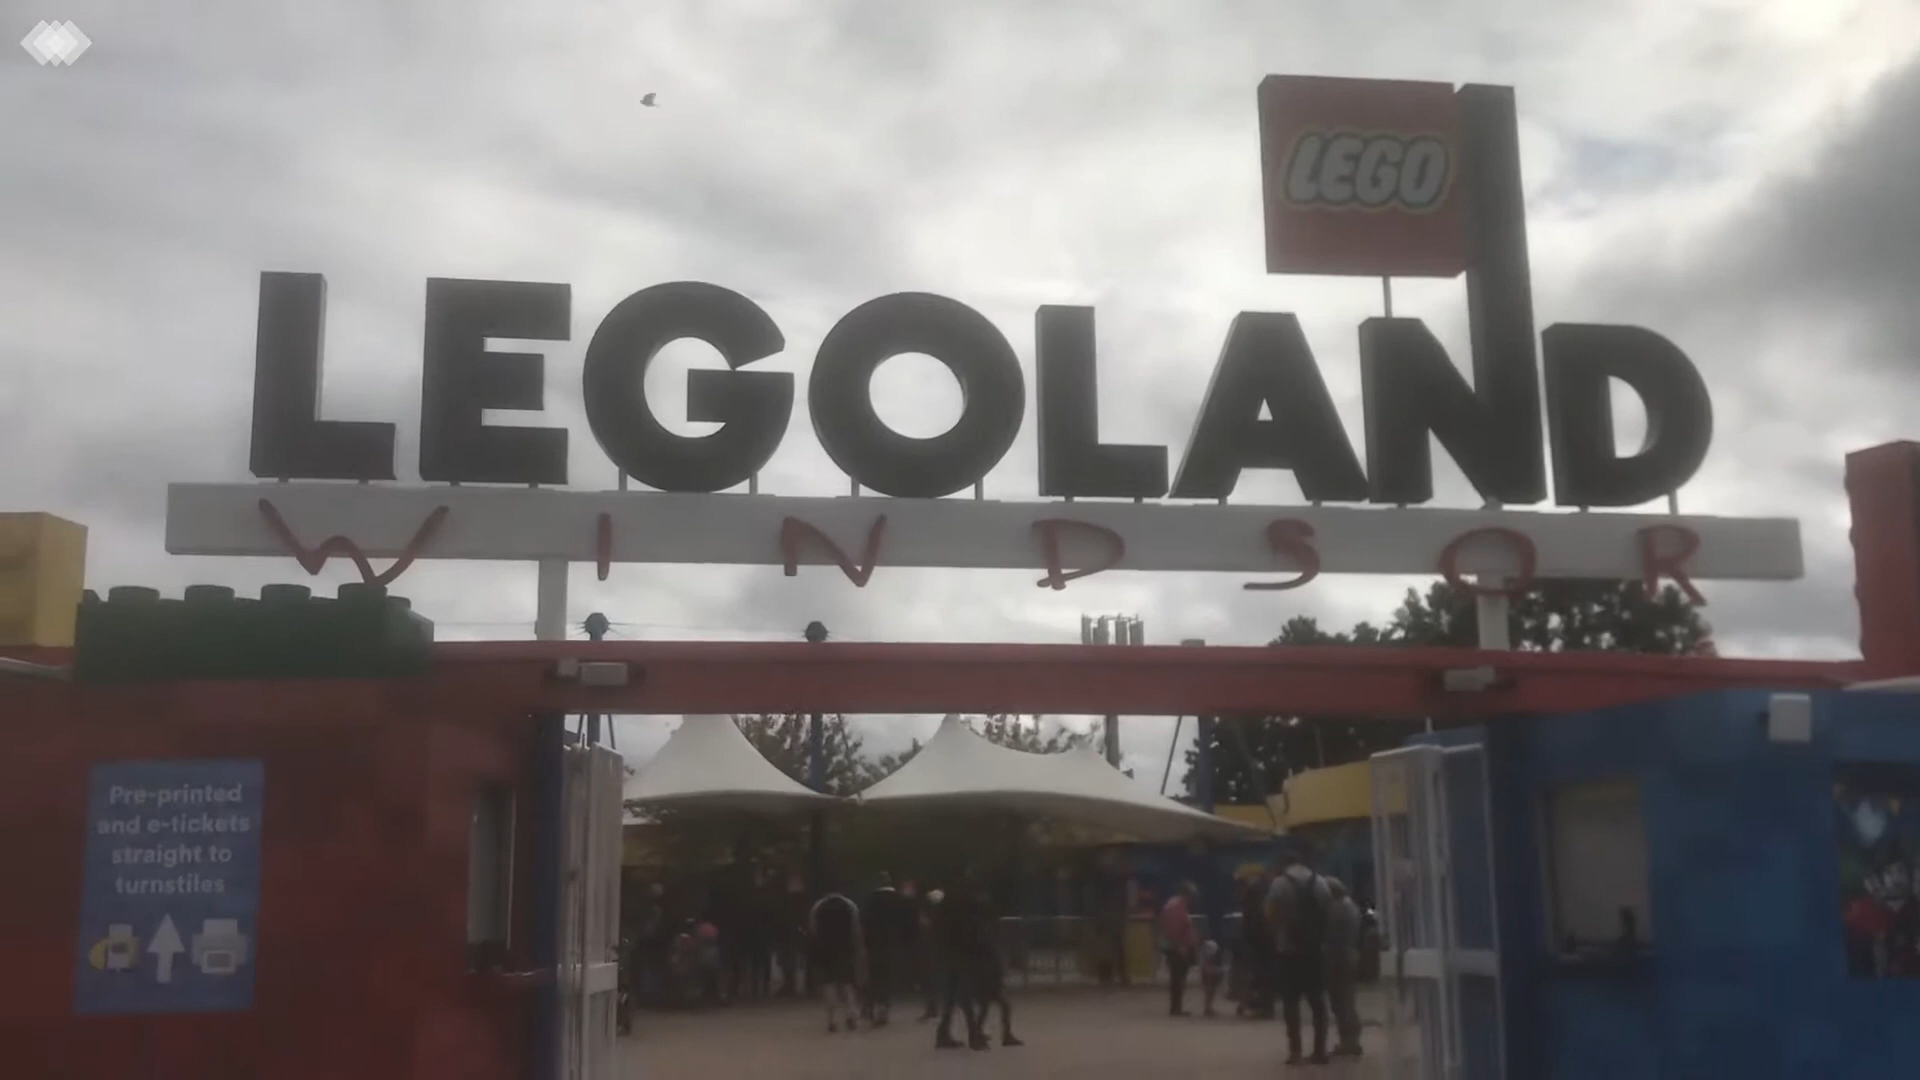 LEGO
LEGOLAND
WINDSOR
Pre-printed
and e-tickets
straight to
turnstiles